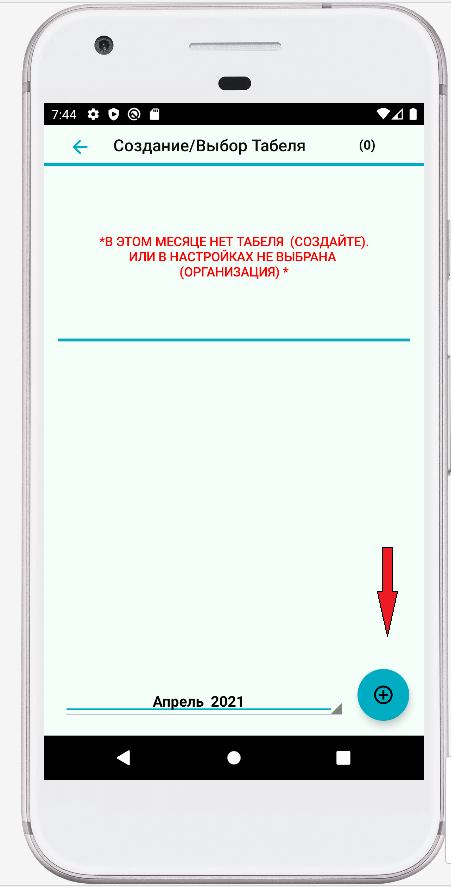 7:44
Создание/Выбор Табеля (0)
*В ЭТОМ МЕСЯЦЕ НЕТ ТАБЕЛЯ (СОЗДАЙТЕ).
ИЛИ В НАСТРОЙКАХ НЕ ВЫБРАНА
(ОРГАНИЗАЦИЯ) *
Апрель 2021